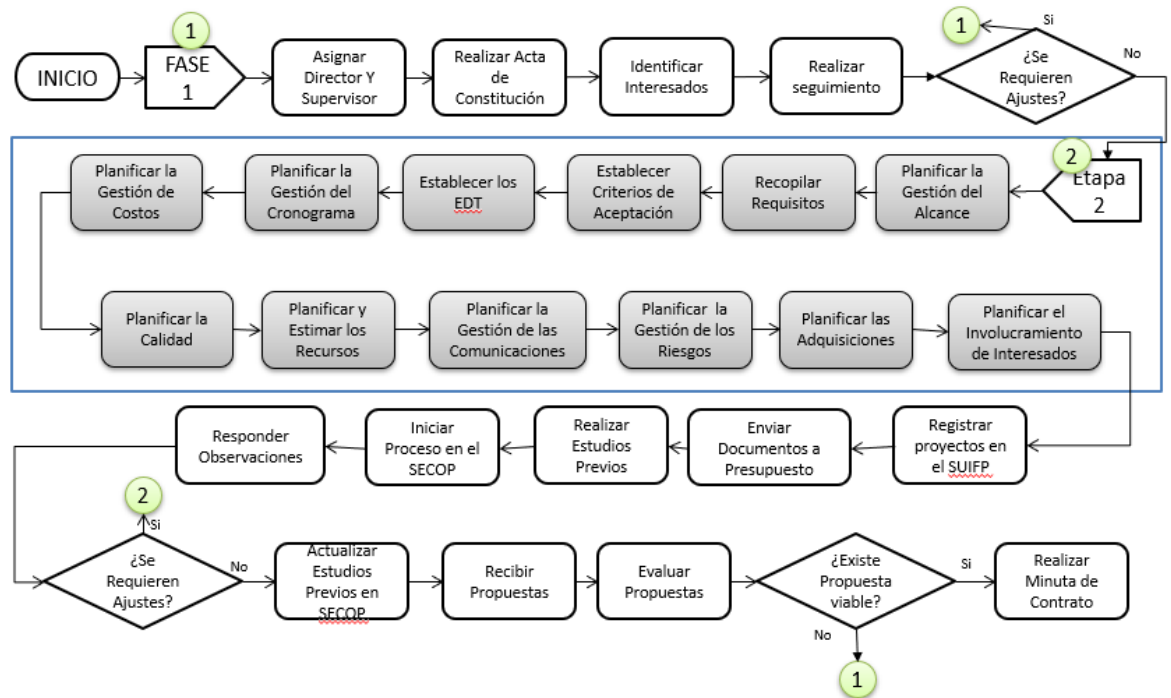 1
INICIO
FASE
1
Asignar
Director Y
Supervisor
Realizar Acta
de
Constitución
Identificar
Interesados
Realizar
seguimiento
1
Si
¿Se
Requieren
Ajustes?
No
2
Etapa
2
Planificar la
Gestión del
Alcance
Recopilar
Requisitos
Establecer
Criterios de
Aceptación
Establecer los
EDT
Planificar la
Gestión del
Cronograma
Planificar la
Gestión de
Costos
Planificar la
Calidad
Planificar y
Estimar los
Recursos
Planificar la
Gestión de las
Comunicaciones
Planificar la
Gestión de los
Riesgos
Planificar las
Adquisiciones
Planificar el
Involucramiento
de Interesados
Registrar
proyectos en
el SUIFP
Enviar
Documentos a
Presupuesto
Realizar
Estudios
Previos
Iniciar
Proceso en el
SECOP
Responder
Observaciones
2
Si
¿Se
Requieren
Ajustes?
No
Actualizar
Estudios
Previos en
SECOP
Recibir
Propuestas
Evaluar
Propuestas
¿Existe
Propuesta
viable?
Si
Realizar
Minuta de
Contrato
No
1